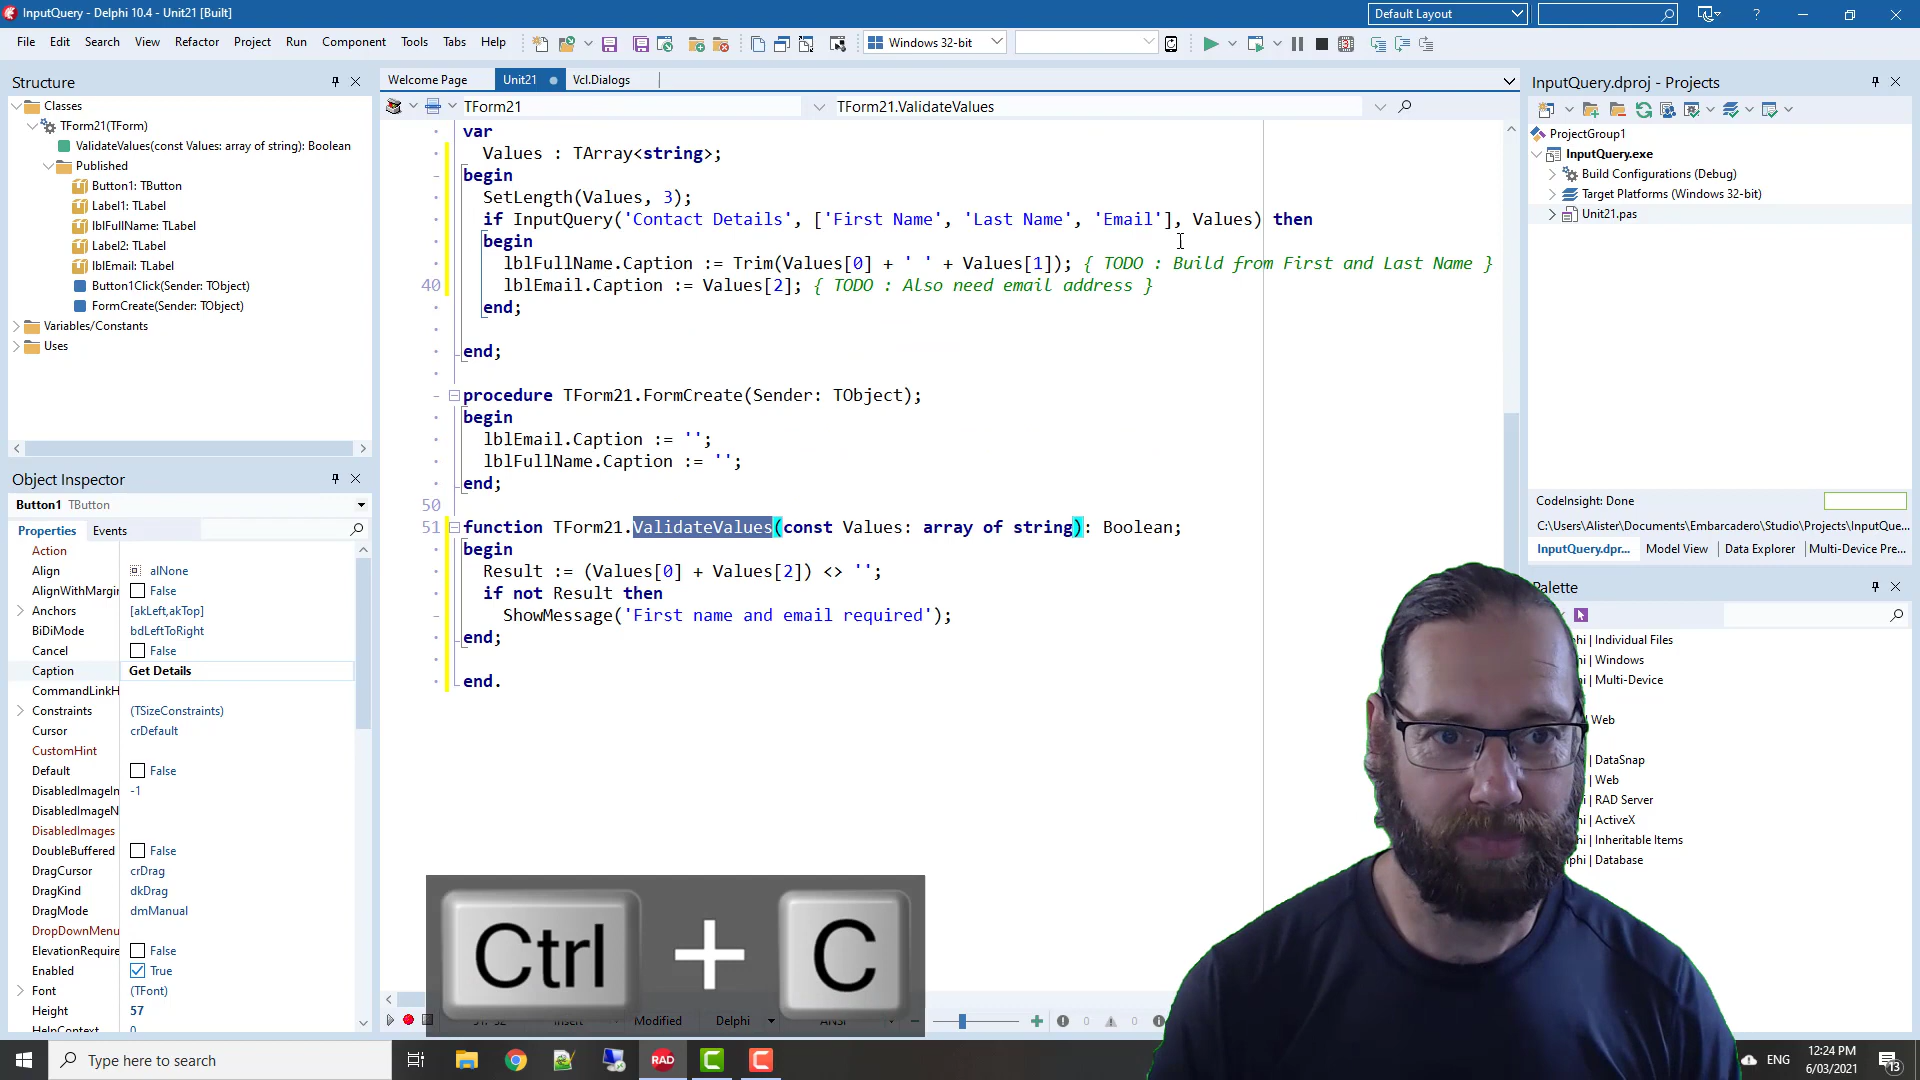 InputQuery - Delphi 10.4 - Unit21 [Built]
Default Layout
File Edit Search View Refactor Project Run Component Tools Tabs Help
Windows 32-bit
Structure
Classes
TForm21(TForm)
ValidateValues(const Values: array of string): Boolean
Published
Button1: TButton
Label1: TLabel
lblFullName: TLabel
Label2: TLabel
lblEmail: TLabel
Button1Click(Sender: TObject)
FormCreate(Sender: TObject)
Variables/Constants
Uses
Object Inspector
Button1 TButton
Properties Events
Action
Align alNone
AlignWithMargir False
Anchors [akLeft,akTop]
BiDiMode bdLeftToRight
Cancel False
Caption Get Details
CommandLinkH
Constraints (TSizeConstraints)
Cursor crDefault
CustomHint
Default False
DisabledImageIn -1
DisabledImageN
DisabledImages
DoubleBuffered False
DragCursor crDrag
DragKind dkDrag
DragMode dmManual
DropDownMenu
ElevationRequire False
Enabled True
Font (TFont)
Height 57
HelpContext 0
Welcome Page Unit21 Vcl.Dialogs
TForm21 TForm21.ValidateValues
var
Values : TArray<string>;
begin
SetLength(Values, 3);
if InputQuery('Contact Details', ['First Name', 'Last Name', 'Email'], Values) then
begin
lblFullName.Caption := Trim(Values[0] + ' ' + Values[1]); { TODO : Build from First and Last Name }
40 lblEmail.Caption := Values[2]; { TODO : Also need email address }
end;
end;
procedure TForm21.FormCreate(Sender: TObject);
begin
lblEmail.Caption := '';
lblFullName.Caption := '';
end;
50
51 function TForm21.ValidateValues(const Values: array of string): Boolean;
begin
Result := (Values[0] + Values[2]) <> '';
if not Result then
ShowMessage('First name and email required');
end;
end.
Ctrl + C
Modified Delphi
0 0
InputQuery.dproj - Projects
ProjectGroup1
InputQuery.exe
Build Configurations (Debug)
Target Platforms (Windows 32-bit)
Unit21.pas
CodeInsight: Done
C:\Users\Alister\Documents\Embarcadero\Studio\Projects\InputQue...
InputQuery.dpr... Model View Data Explorer Multi-Device Pre...
Palette
hi | Individual Files
hi | Windows
hi | Multi-Device
| Web
| DataSnap
| Web
| RAD Server
phi | ActiveX
phi | Inheritable Items
phi | Database
Type here to search
RAD
ENG
12:24 PM
6/03/2021
13